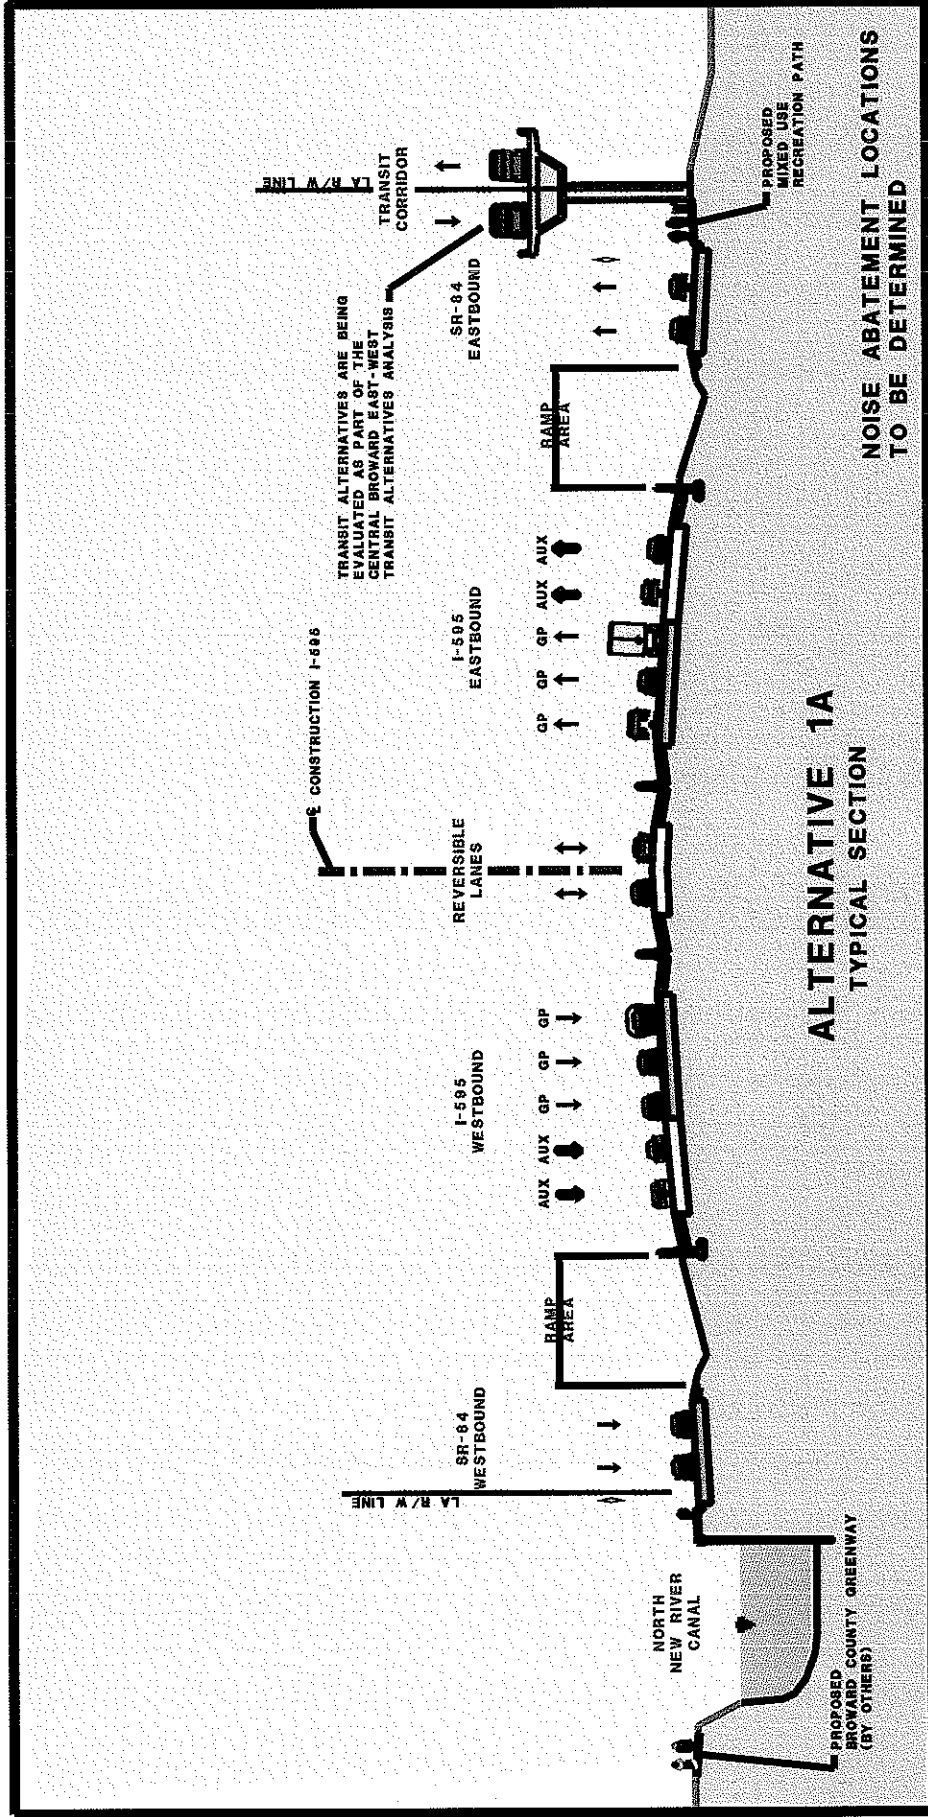 TRANSIT ALTERNATIVES ARE BEING
EVALUATED AS PART OF THE
CENTRAL BROWARD EAST-WEST
TRANSIT ALTERNATIVES ANALYSIS
℄ CONSTRUCTION I-595
LA R/W LINE
TRANSIT
CORRIDOR
LA R/W LINE
SR-84
WESTBOUND
I-595
WESTBOUND
REVERSIBLE
LANES
I-595
EASTBOUND
SR-84
EASTBOUND
RAMP
AREA
AUX
AUX
GP
GP
GP
GP
GP
GP
AUX
AUX
RAMP
AREA
NORTH
NEW RIVER
CANAL
PROPOSED
BROWARD COUNTY GREENWAY
(BY OTHERS)
PROPOSED
MIXED USE
RECREATION PATH
ALTERNATIVE 1A
TYPICAL SECTION
NOISE ABATEMENT LOCATIONS
TO BE DETERMINED